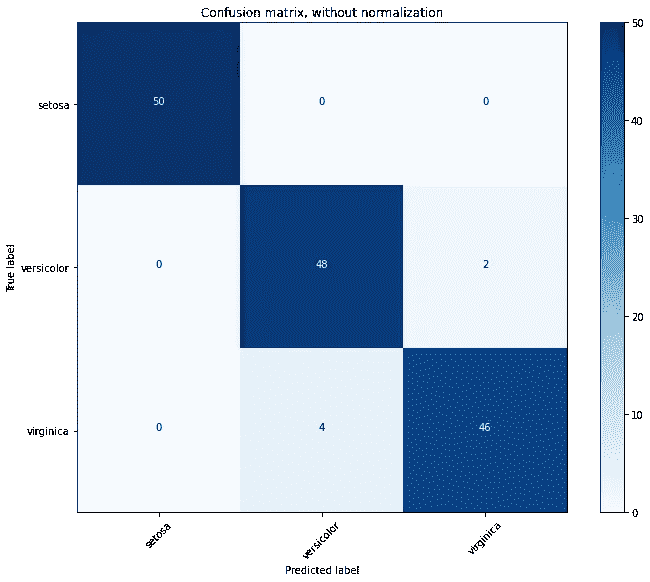 Confusion matrix, without normalization
50
setosa
50
0
0
40
30
True label
versicolor
0
48
2
20
10
virginica
0
4
46
0
setosa
versicolor
virginica
Predicted label